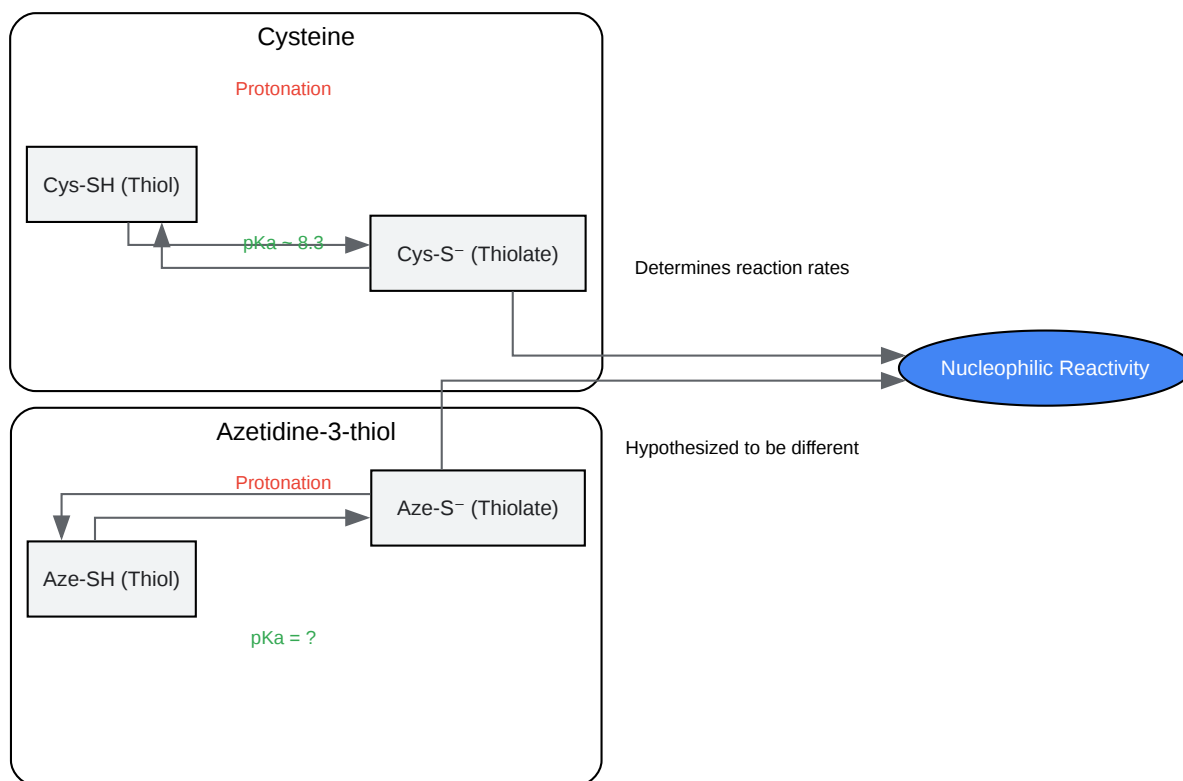 Cysteine
Protonation
Cys-SH (Thiol)
pKa ~ 8.3
Cys-S⁻ (Thiolate)
Determines reaction rates
Nucleophilic Reactivity
Azetidine-3-thiol
Hypothesized to be different
Protonation
Aze-S⁻ (Thiolate)
Aze-SH (Thiol)
pKa = ?